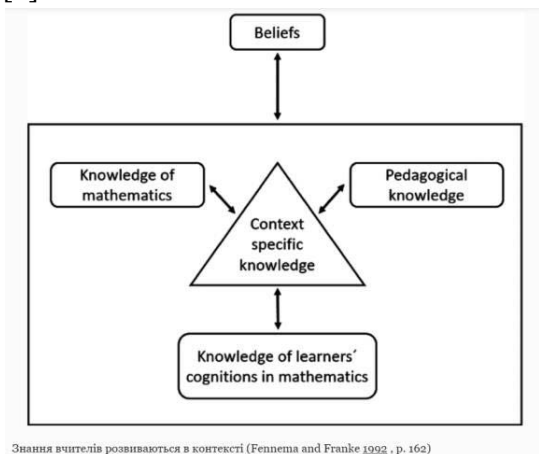 Beliefs
Knowledge of
mathematics
Pedagogical
knowledge
Context
specific
knowledge
Knowledge of learners´
cognitions in mathematics
Знання вчителів розвиваються в контексті (Fennema and Franke 1992 , p. 162)